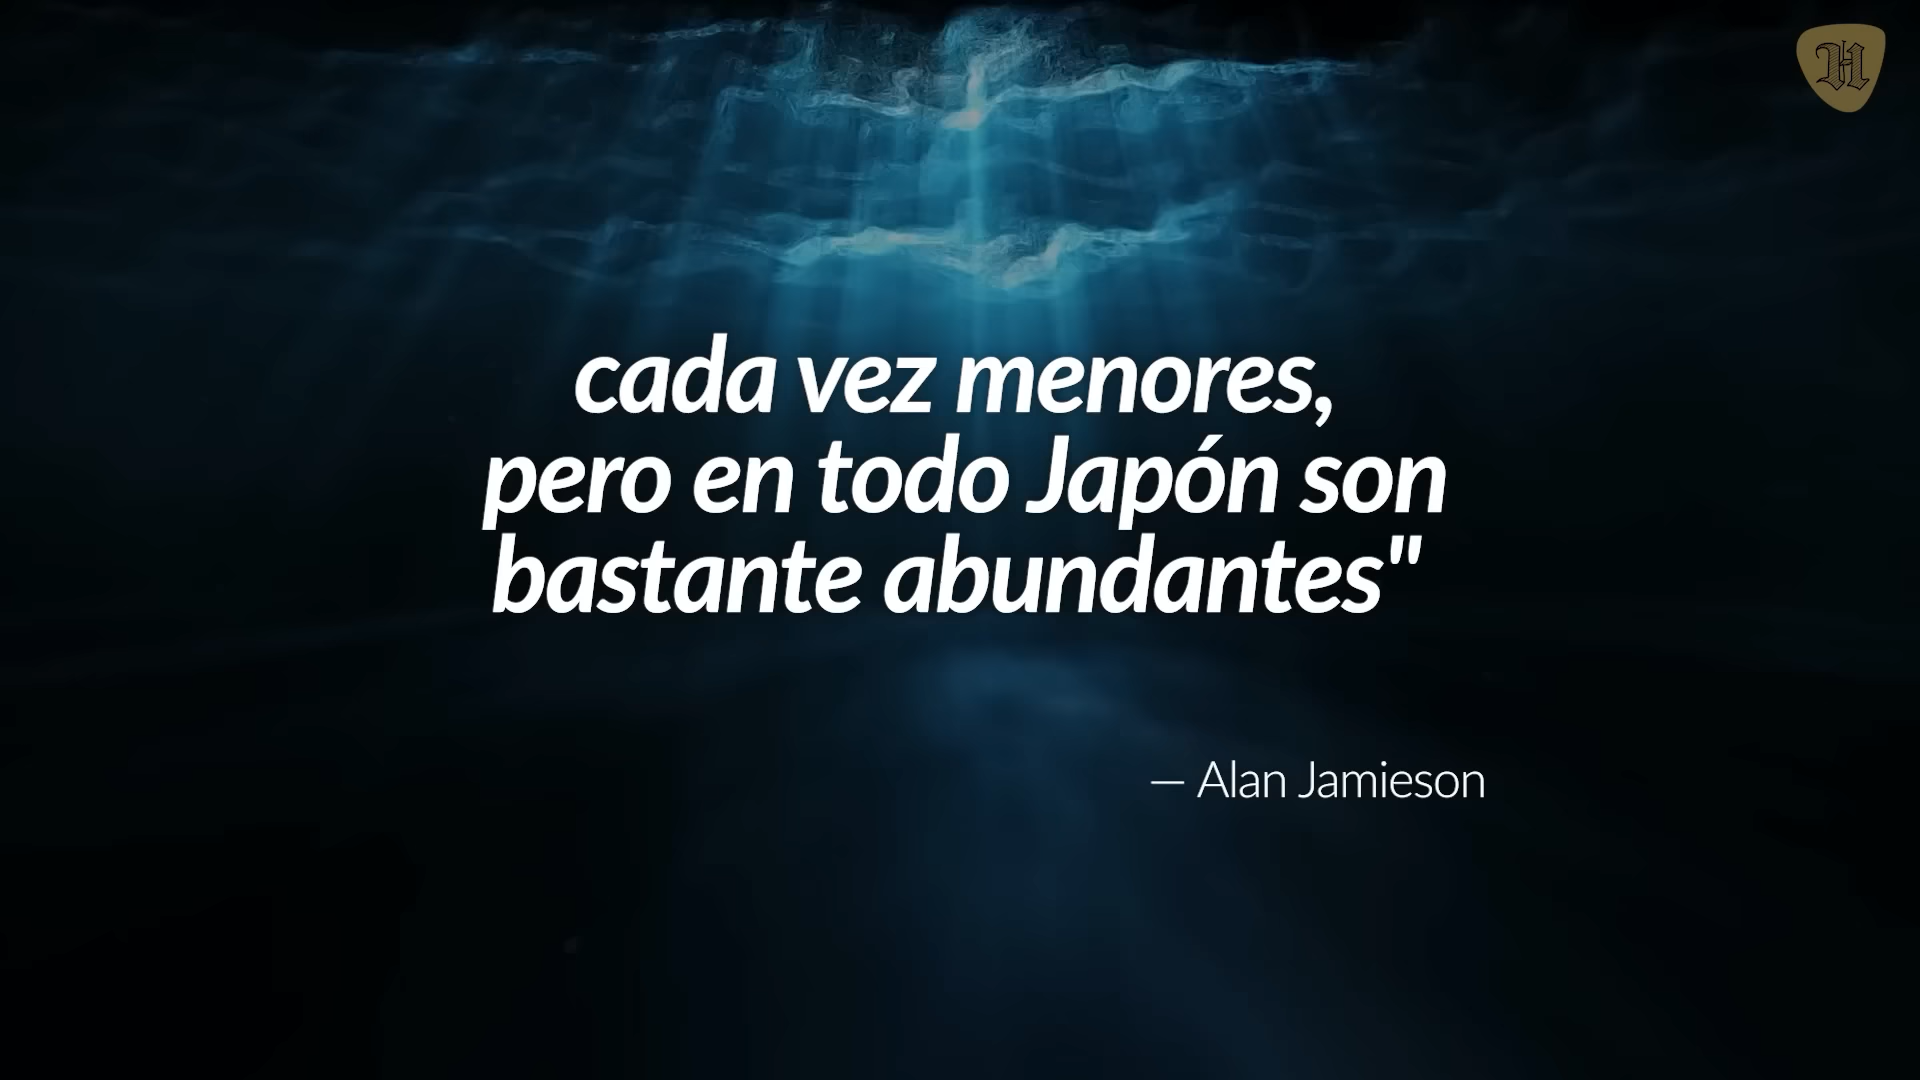 cada vez menores,
pero en todo Japón son
bastante abundantes"
— Alan Jamieson